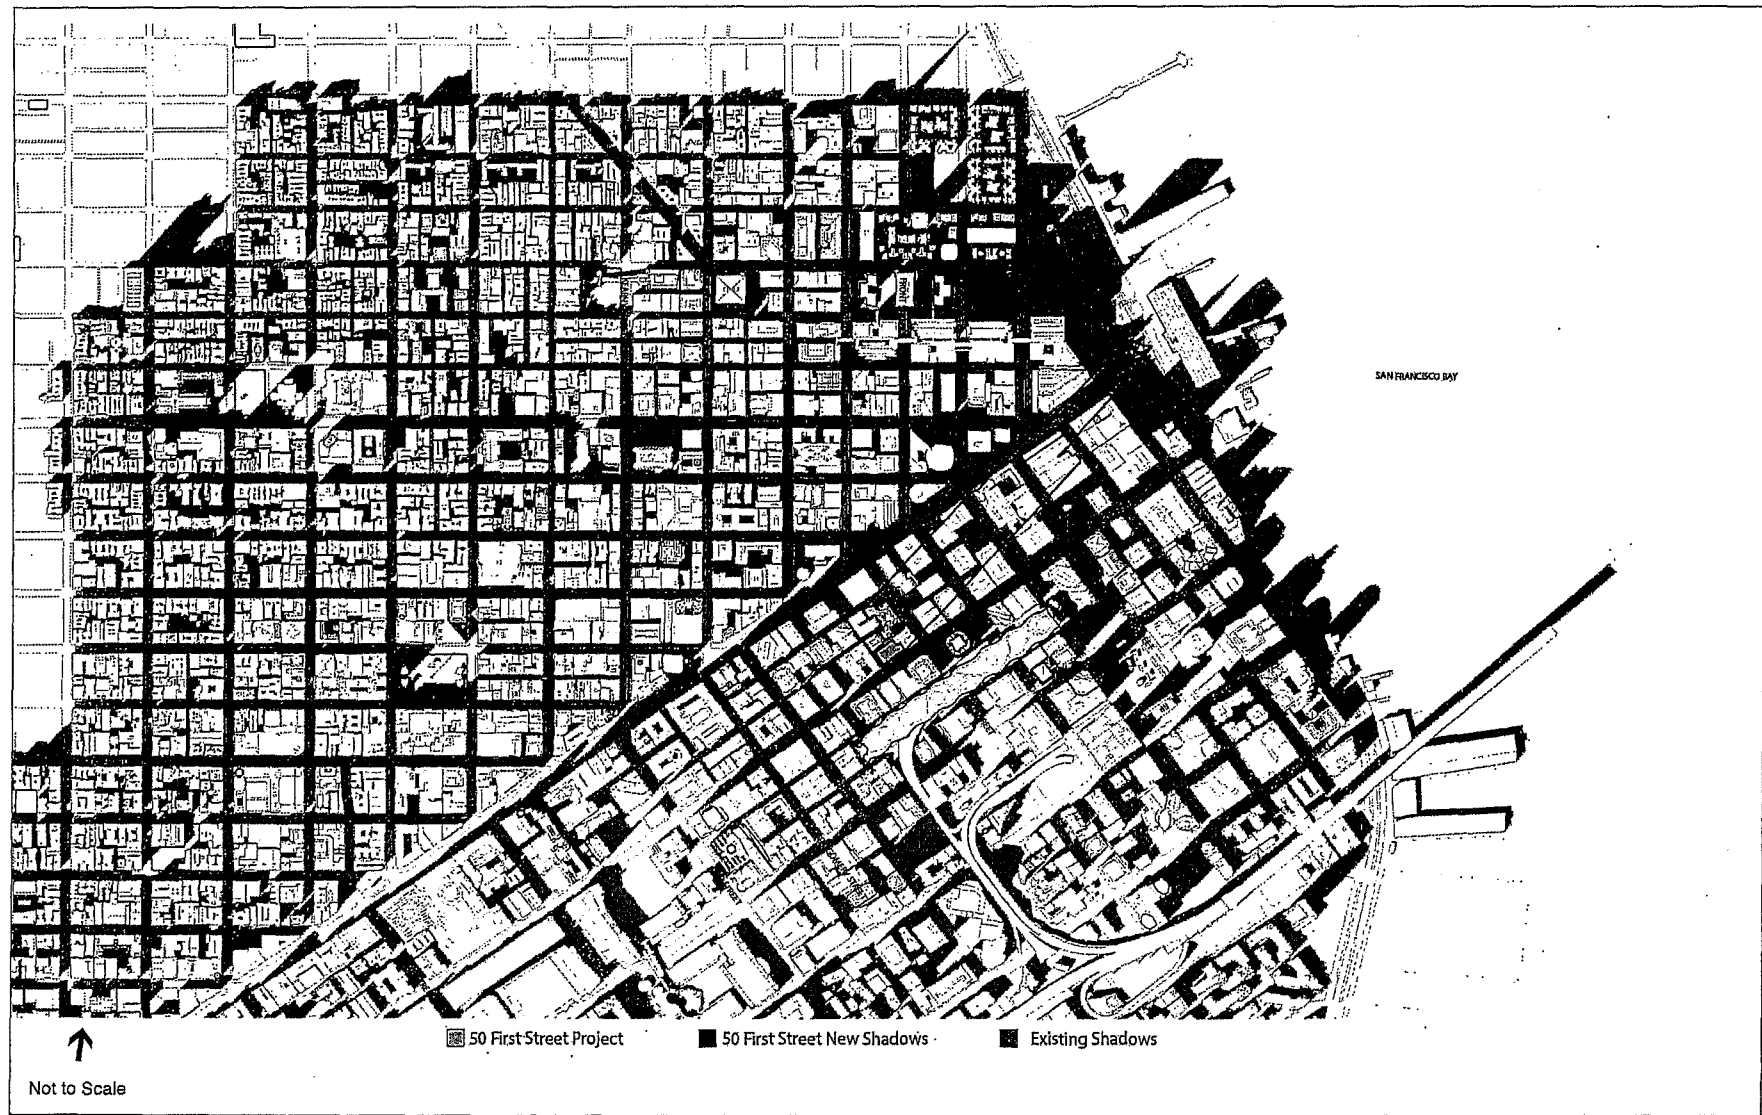 SAN FRANCISCO BAY
50 First Street Project
50 First Street New Shadows
Existing Shadows
Not to Scale